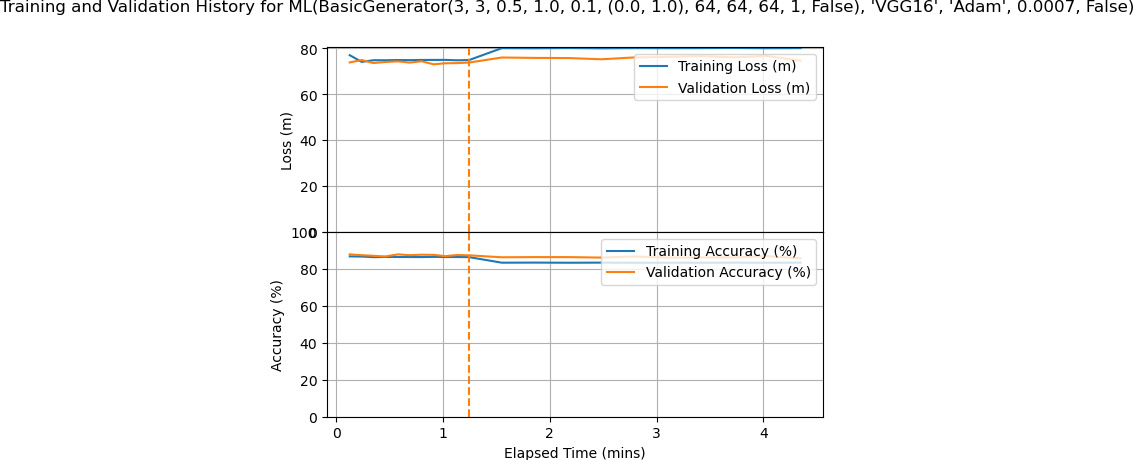 Training and Validation History for ML(BasicGenerator(3, 3, 0.5, 1.0, 0.1, (0.0, 1.0), 64, 64, 64, 1, False), 'VGG16', 'Adam', 0.0007, False)
80
60
40
20
0
Loss (m)
Training Loss (m)
Validation Loss (m)
100
80
60
40
20
0
Accuracy (%)
Training Accuracy (%)
Validation Accuracy (%)
0 1 2 3 4
Elapsed Time (mins)